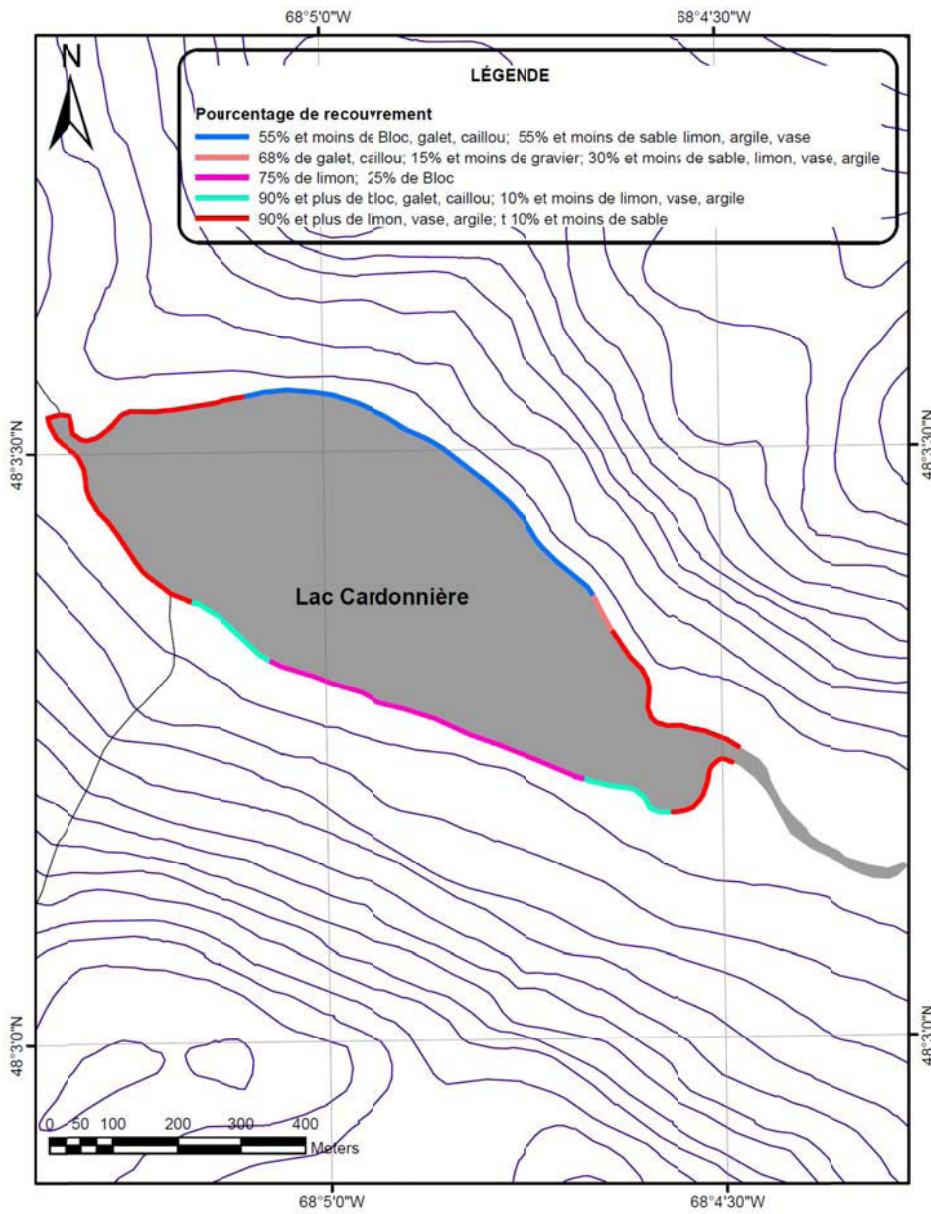 68°5'0"W 68°4'30"W
N
LÉGENDE
Pourcentage de recouvrement
55% et moins de Bloc, galet, caillou; 55% et moins de sable limon, argile, vase
68% de galet, caillou; 15% et moins de gravier; 30% et moins de sable, limon, vase, argile
75% de limon; 25% de Bloc
90% et plus de bloc, galet, caillou; 10% et moins de limon, vase, argile
90% et plus de lmon, vase, argile; t 10% et moins de sable
48°3'30"N 48°3'30"N
Lac Cardonnière
48°3'0"N 48°3'0"N
0 50 100 200 300 400
Meters
68°5'0"W 68°4'30"W